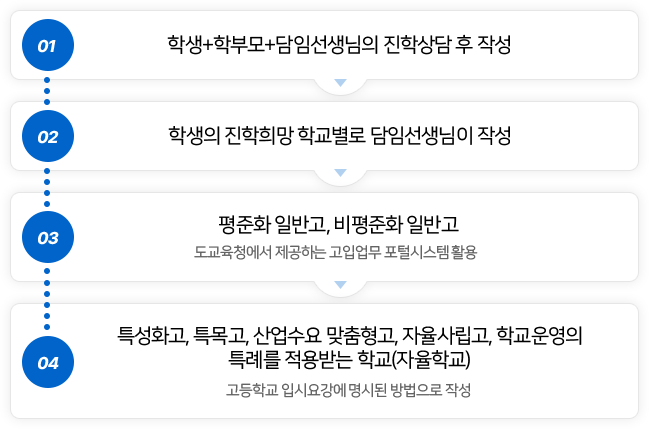 01
학생+학부모+담임선생님의 진학상담 후 작성
02
학생의 진학희망 학교별로 담임선생님이 작성
03
평준화 일반고, 비평준화 일반고
도교육청에서 제공하는 고입업무 포털시스템 활용
04
특성화고, 특목고, 산업수요 맞춤형고, 자율사립고, 학교운영의
특례를 적용받는 학교(자율학교)
고등학교 입시요강에 명시된 방법으로 작성